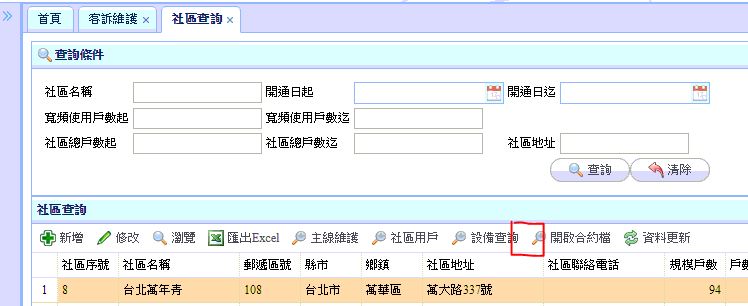 »
首頁 客訴維護 × 社區查詢 ×
查詢條件
社區名稱 開通日起 開通日迄
寬頻使用戶數起 寬頻使用戶數迄
社區總戶數起 社區總戶數迄 社區地址
查詢 清除
社區查詢
新增 修改 瀏覽 匯出Excel 主線維護 社區用戶 設備查詢 開啟合約檔 資料更新
社區序號 社區名稱 郵遞區號 縣市 鄉鎮 社區地址 社區聯絡電話 規模戶數 戶
1 8 台北萬年青 108 台北市 萬華區 萬大路337號 94